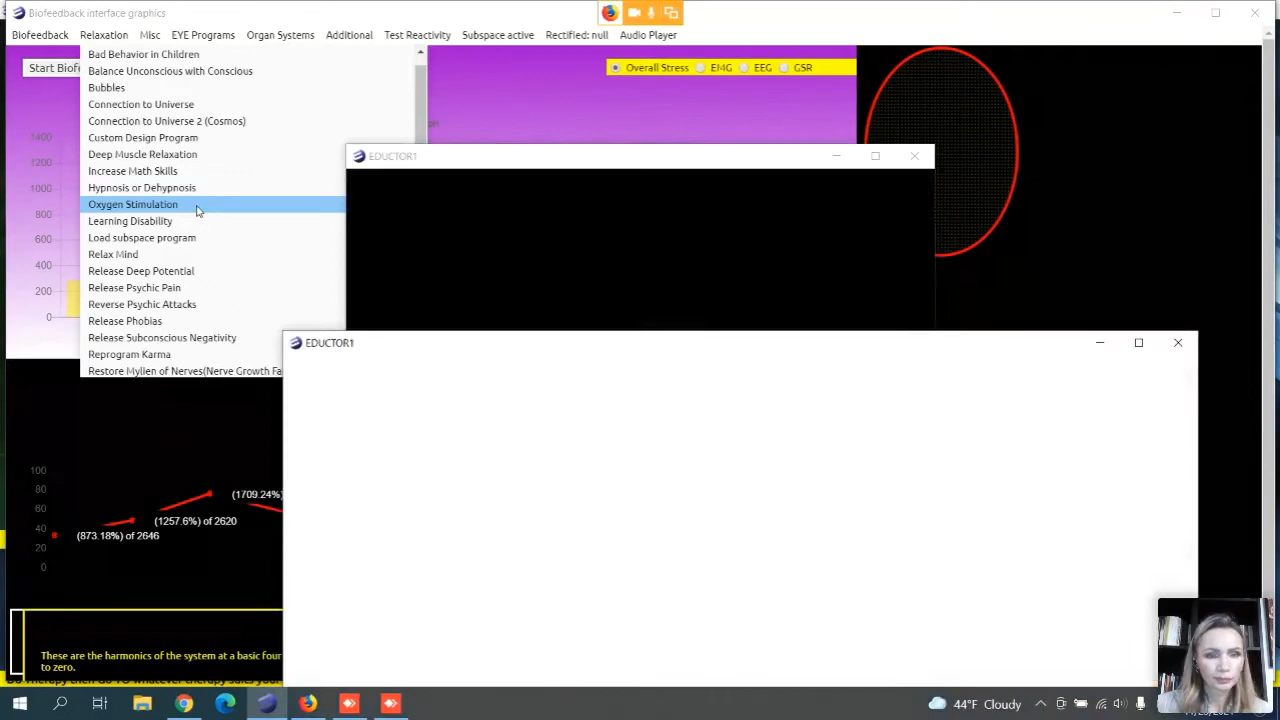 Biofeedback interface graphics
Biofeedback Relaxation Misc EYE Programs Organ Systems Additional Test Reactivity Subspace active Rectified: null Audio Player
Start Biof
Overall Stress EMG EEG GSR
Bad Behavior in Children
Balance Unconscious with Conscious
Bubbles
Connection to Universe
Connection to Universe 2 (Cosmos)
Custom Design Program
Deep Muscle Relaxation
Increase Math Skills
Hypnosis or Dehypnosis
Oxygen Stimulation
Learning Disability
Load subspace program
Relax Mind
Release Deep Potential
Release Psychic Pain
Reverse Psychic Attacks
Release Phobias
Release Subconscious Negativity
Reprogram Karma
Restore Mylien of Nerves(Nerve Growth Fa
1400
1200
1000
800
600
400
200
0
EDUCTOR1
EDUCTOR1
100
80
60
40
20
0
(1709.24%)
(1257.6%) of 2620
(873.18%) of 2646
These are the harmonics of the system at a basic four
to zero.
44°F Cloudy